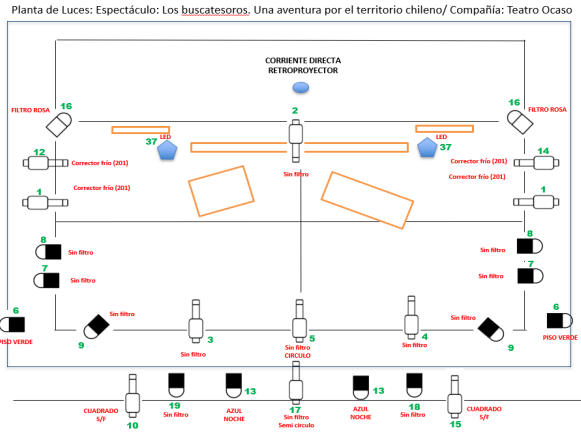 Planta de Luces: Espectáculo: Los buscatesoros. Una aventura por el territorio chileno/ Compañía: Teatro Ocaso
CORRIENTE DIRECTA
RETROPROYECTOR
FILTRO ROSA
16
2
16
FILTRO ROSA
LED
37
LED
37
12
Corrector frío (201)
Sin filtro
14
Corrector frío (201)
1
Corrector frío (201)
Corrector frío (201)
1
8
Sin filtro
8
Sin filtro
7
Sin filtro
7
Sin filtro
6
PISO VERDE
Sin filtro
9
3
Sin filtro
5
Sin filtro
CIRCULO
4
Sin filtro
Sin filtro
9
6
PISO VERDE
CUADRADO
S/F
10
19
Sin filtro
13
AZUL
NOCHE
17
Sin filtro
Semi circulo
13
AZUL
NOCHE
18
Sin filtro
15
CUADRADO
S/F